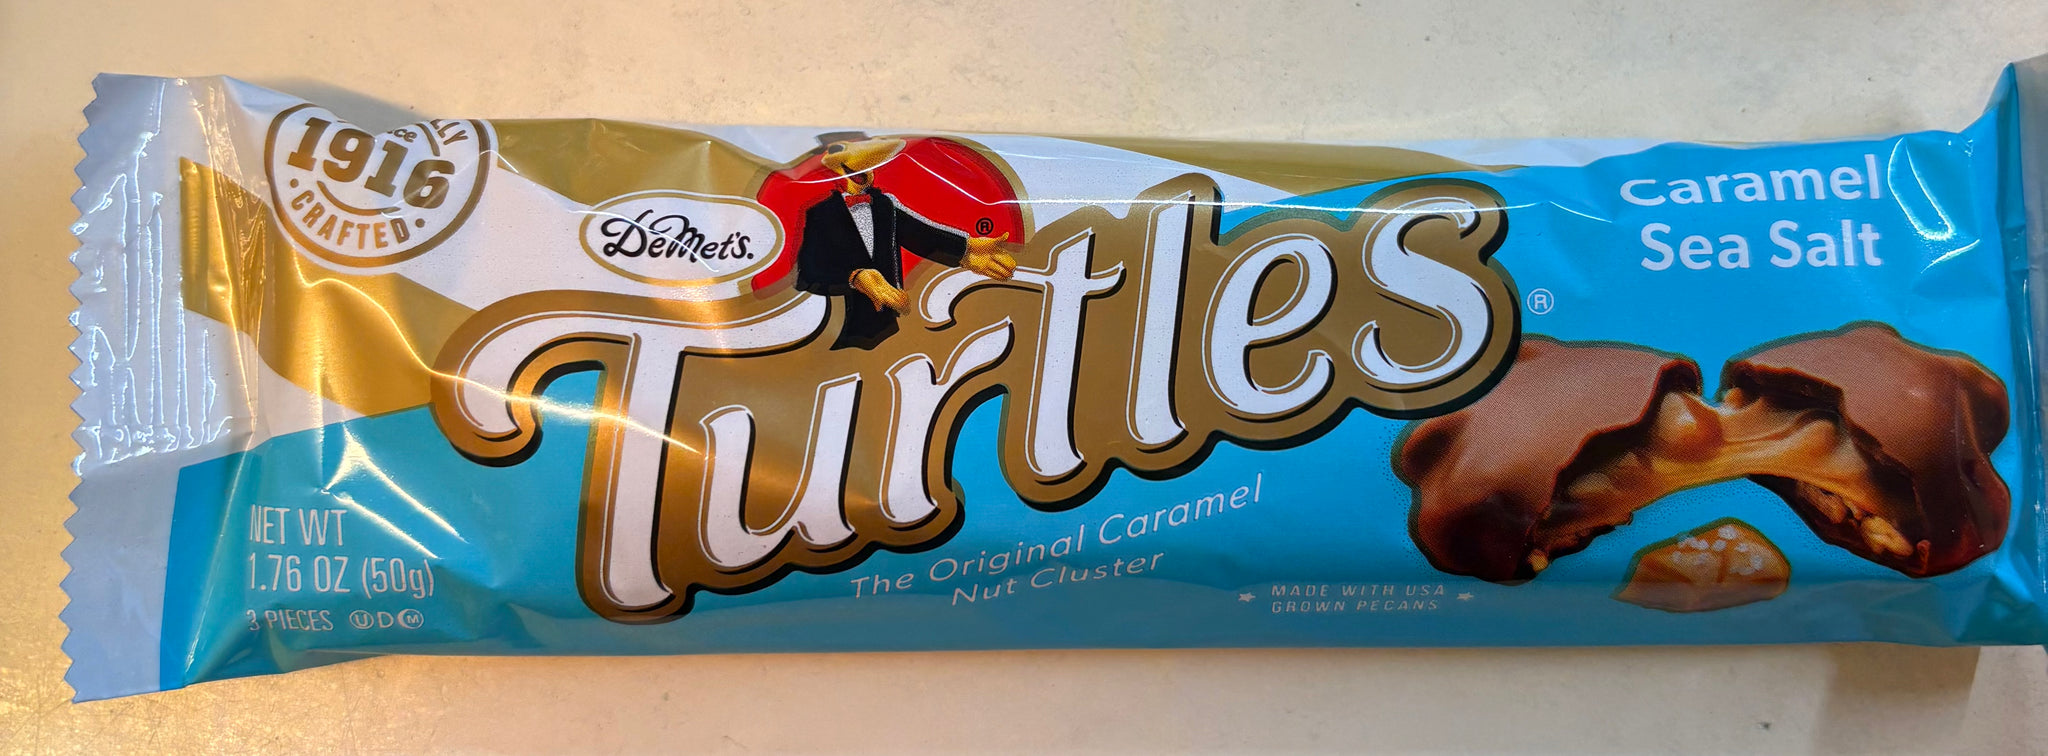 1916
CRAFTED
DeMet's.
®
Turtles
®
Caramel
Sea Salt
The Original Caramel
Nut Cluster
MADE WITH USA
GROWN PECANS
NET WT
1.76 OZ (50g)
3 PIECES Ⓤ D Ⓜ